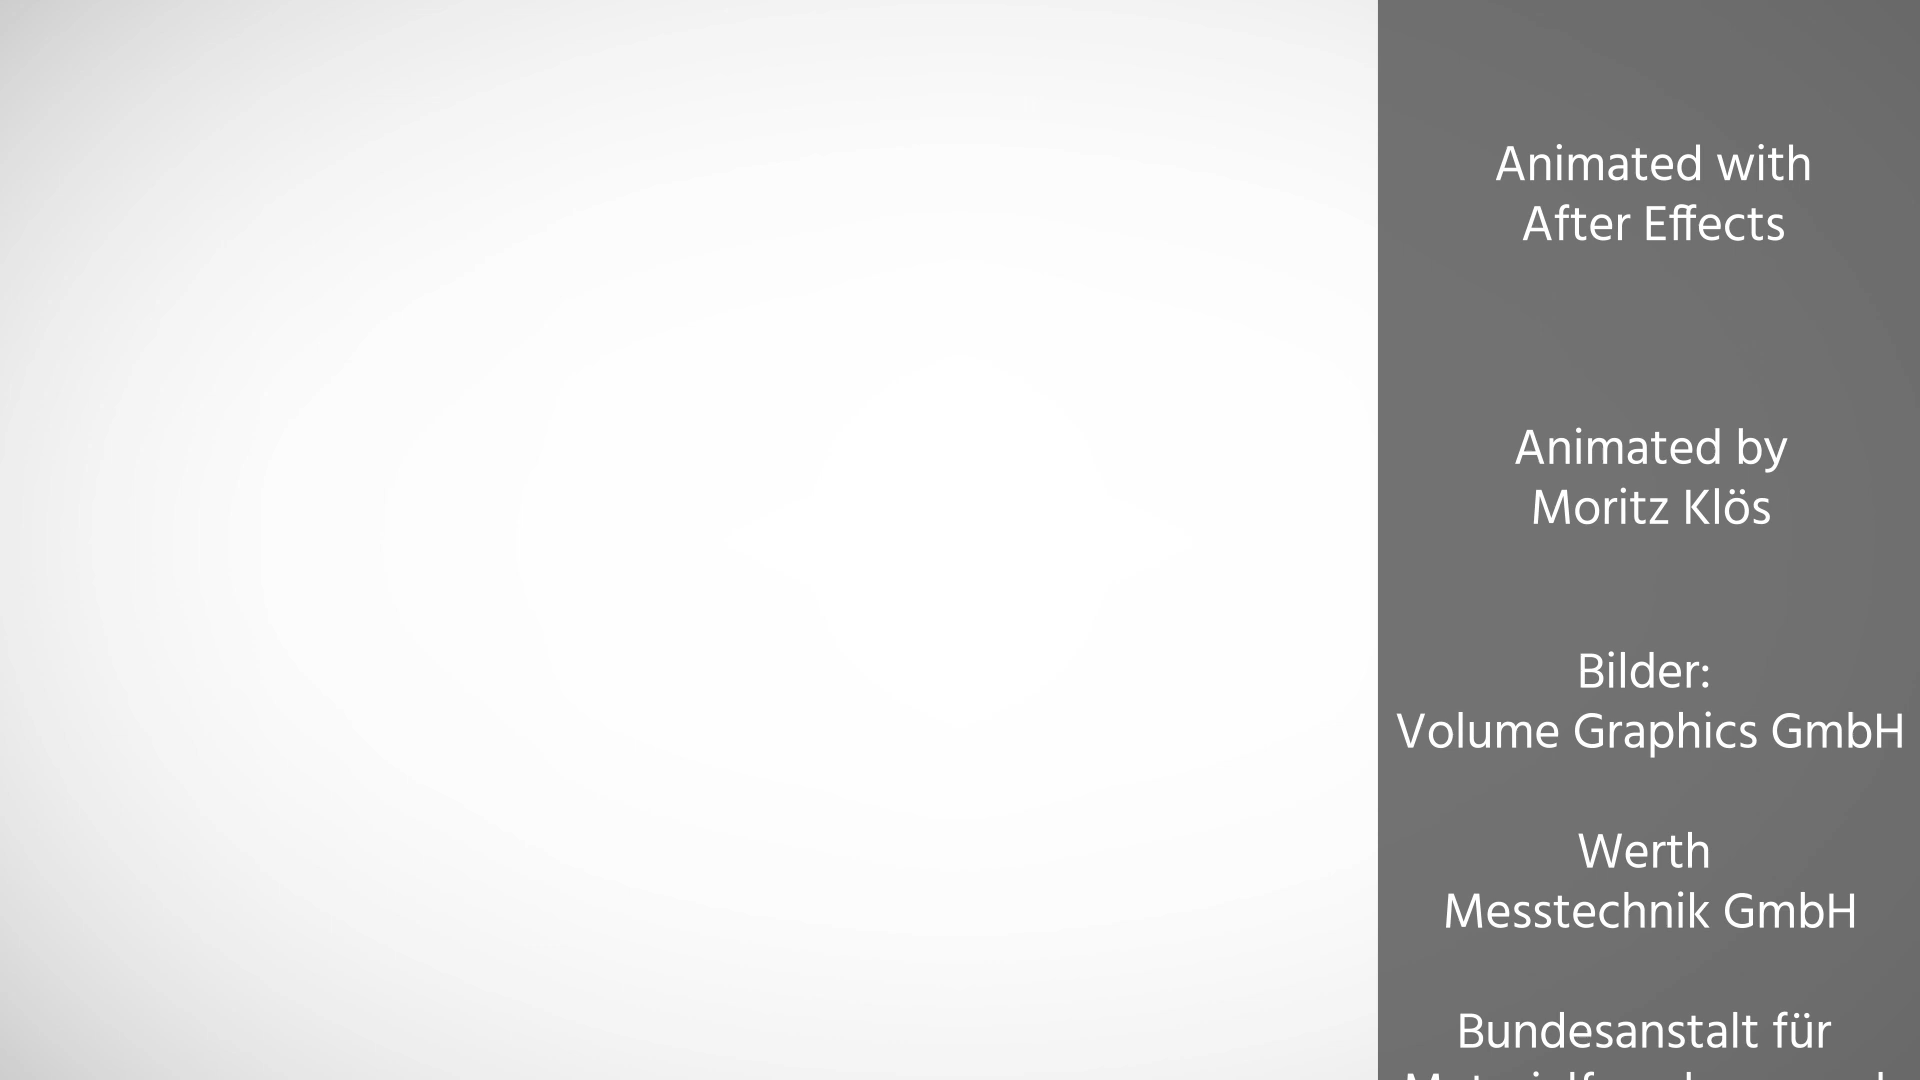 Animated with
After Effects
Animated by
Moritz Klös
Bilder:
Volume Graphics GmbH
Werth
Messtechnik GmbH
Bundesanstalt für